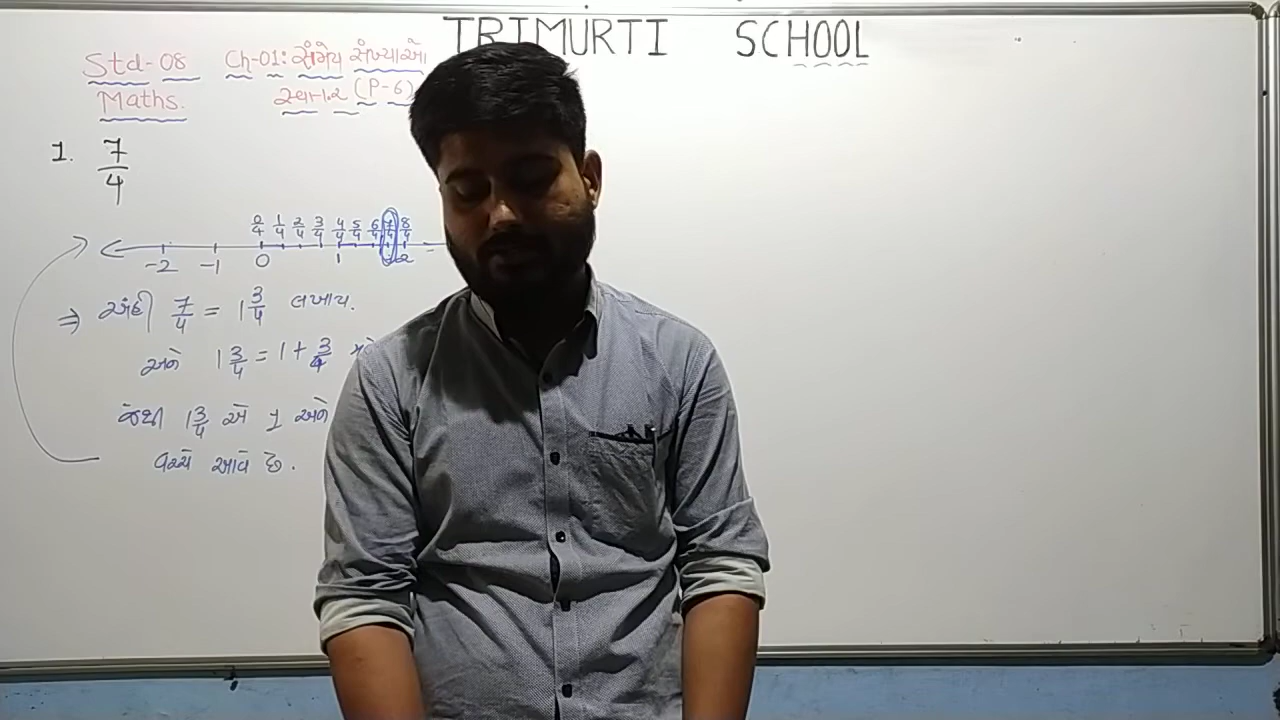 TRIMURTI SCHOOL
Std-08 Ch-01: સંમેય સંખ્યાઓ
Maths. સ્વા-1.2 (P-6)
1. 7/4
0/4 1/4 2/4 3/4 4/4 5/4 6/4 7/4 8/4
-2 -1 0 1 2
⇒ અહીં 7/4 = 1 3/4 લખાય.
અને 1 3/4 = 1 + 3/4
જેથી 1 3/4 એ 1 અને
વચ્ચે આવે છે.